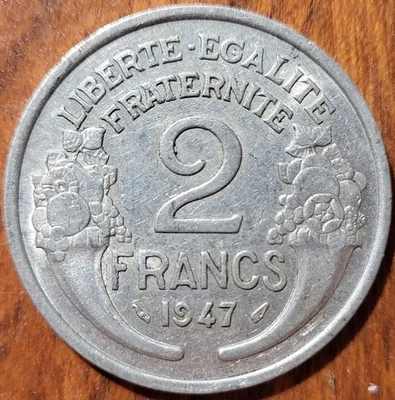 LIBERTE·EGALITE
FRATERNITE
2
FRANCS
1947